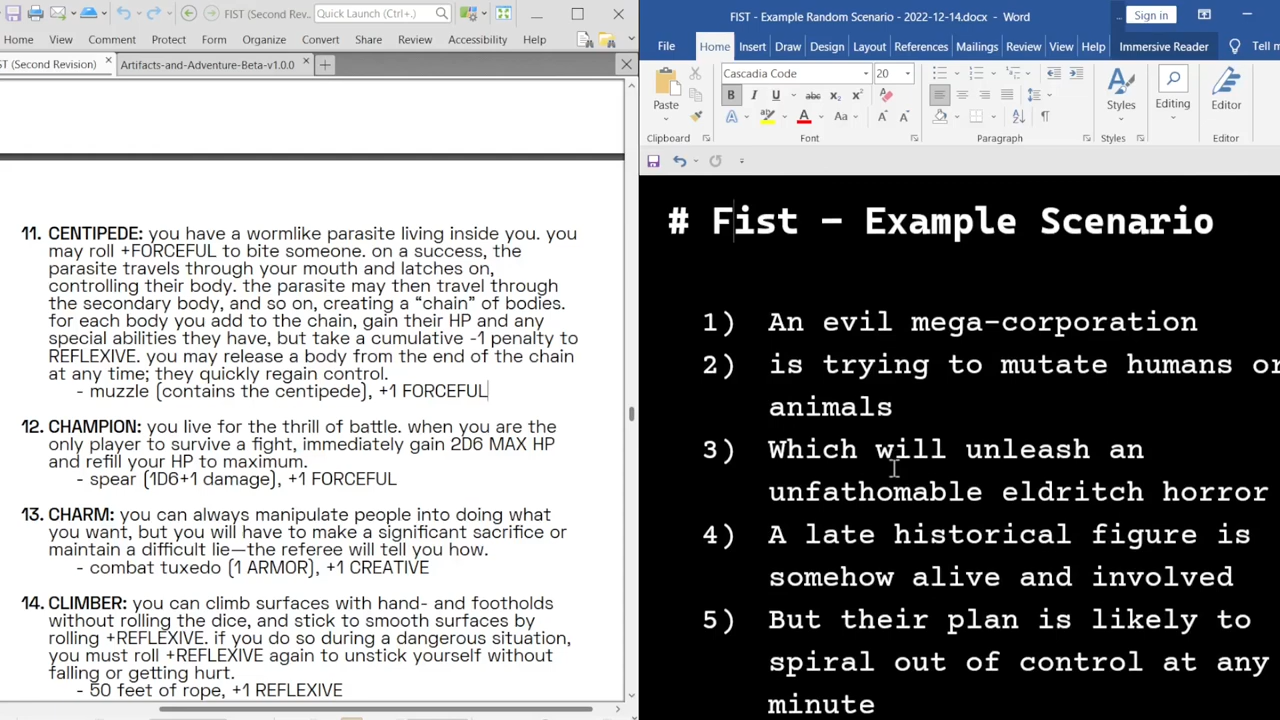 FIST (Second Rev...
Quick Launch (Ctrl+.)
Home View Comment Protect Form Organize Convert Share Review Accessibility Help
ST (Second Revision) Artifacts-and-Adventure-Beta-v1.0.0
11. CENTIPEDE: you have a wormlike parasite living inside you. you
may roll +FORCEFUL to bite someone. on a success, the
parasite travels through your mouth and latches on,
controlling their body. the parasite may then travel through
the secondary body, and so on, creating a “chain” of bodies.
for each body you add to the chain, gain their HP and any
special abilities they have, but take a cumulative -1 penalty to
REFLEXIVE. you may release a body from the end of the chain
at any time; they quickly regain control.
- muzzle (contains the centipede), +1 FORCEFUL
12. CHAMPION: you live for the thrill of battle. when you are the
only player to survive a fight, immediately gain 2D6 MAX HP
and refill your HP to maximum.
- spear (1D6+1 damage), +1 FORCEFUL
13. CHARM: you can always manipulate people into doing what
you want, but you will have to make a significant sacrifice or
maintain a difficult lie—the referee will tell you how.
- combat tuxedo (1 ARMOR), +1 CREATIVE
14. CLIMBER: you can climb surfaces with hand- and footholds
without rolling the dice, and stick to smooth surfaces by
rolling +REFLEXIVE. if you do so during a dangerous situation,
you must roll +REFLEXIVE again to unstick yourself without
falling or getting hurt.
- 50 feet of rope, +1 REFLEXIVE
FIST - Example Random Scenario - 2022-12-14.docx - Word
... Sign in
File Home Insert Draw Design Layout References Mailings Review View Help Immersive Reader Tell
Cascadia Code 20
B I U abc x₂ x²
A A Aa A A
Paste Styles Editing Editor
Clipboard Font Paragraph Styles Editor
# Fist – Example Scenario
1) An evil mega-corporation
2) is trying to mutate humans or
animals
3) Which will unleash an
unfathomable eldritch horror
4) A late historical figure is
somehow alive and involved
5) But their plan is likely to
spiral out of control at any
minute